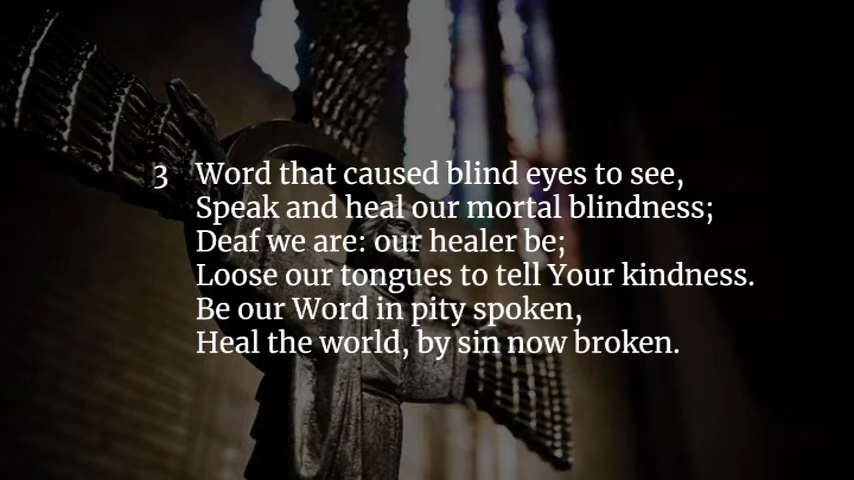 3 Word that caused blind eyes to see,
Speak and heal our mortal blindness;
Deaf we are: our healer be;
Loose our tongues to tell Your kindness.
Be our Word in pity spoken,
Heal the world, by sin now broken.